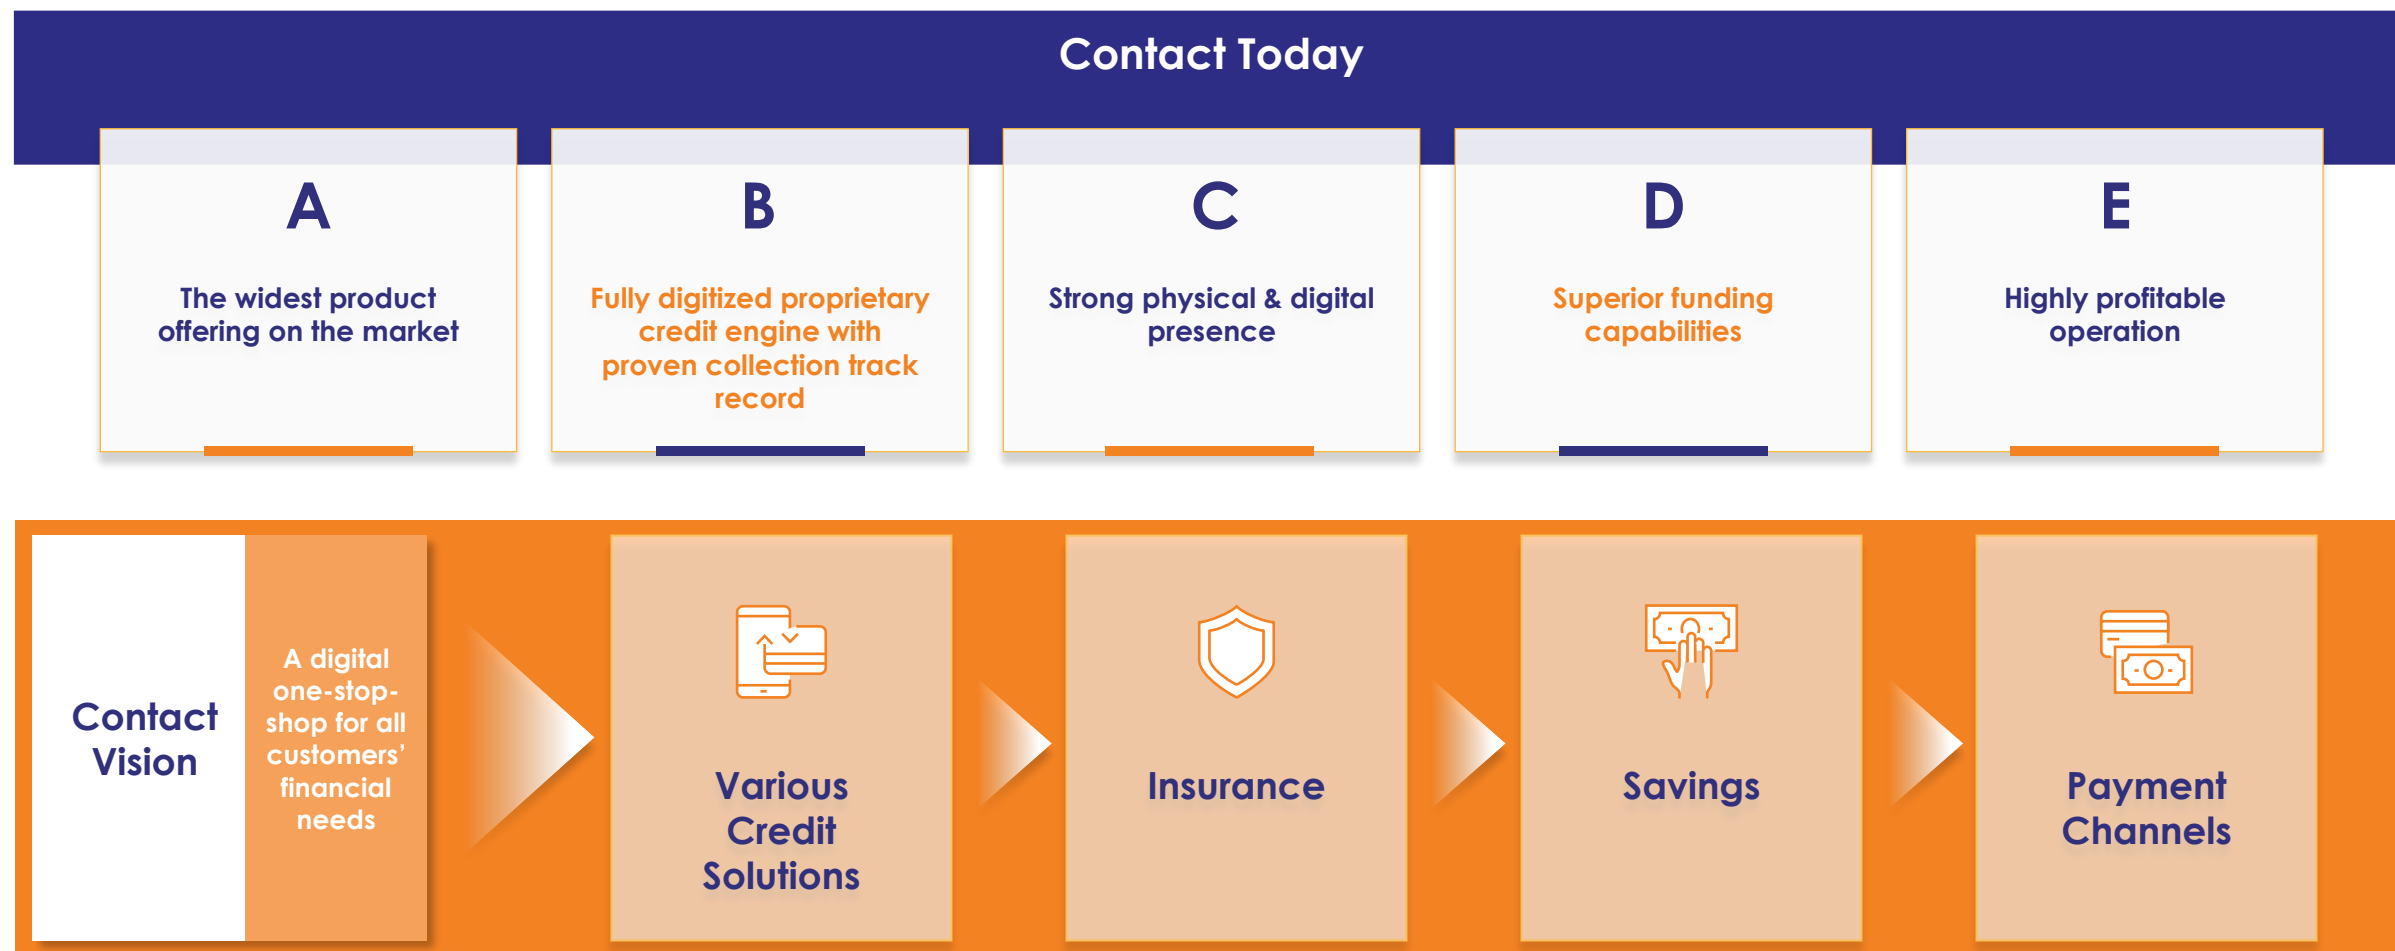 Contact Today
A
The widest product
offering on the market
B
Fully digitized proprietary
credit engine with
proven collection track
record
C
Strong physical & digital
presence
D
Superior funding
capabilities
E
Highly profitable
operation
Contact
Vision
A digital
one-stop-
shop for all
customers’
financial
needs
Various
Credit
Solutions
Insurance
Savings
Payment
Channels